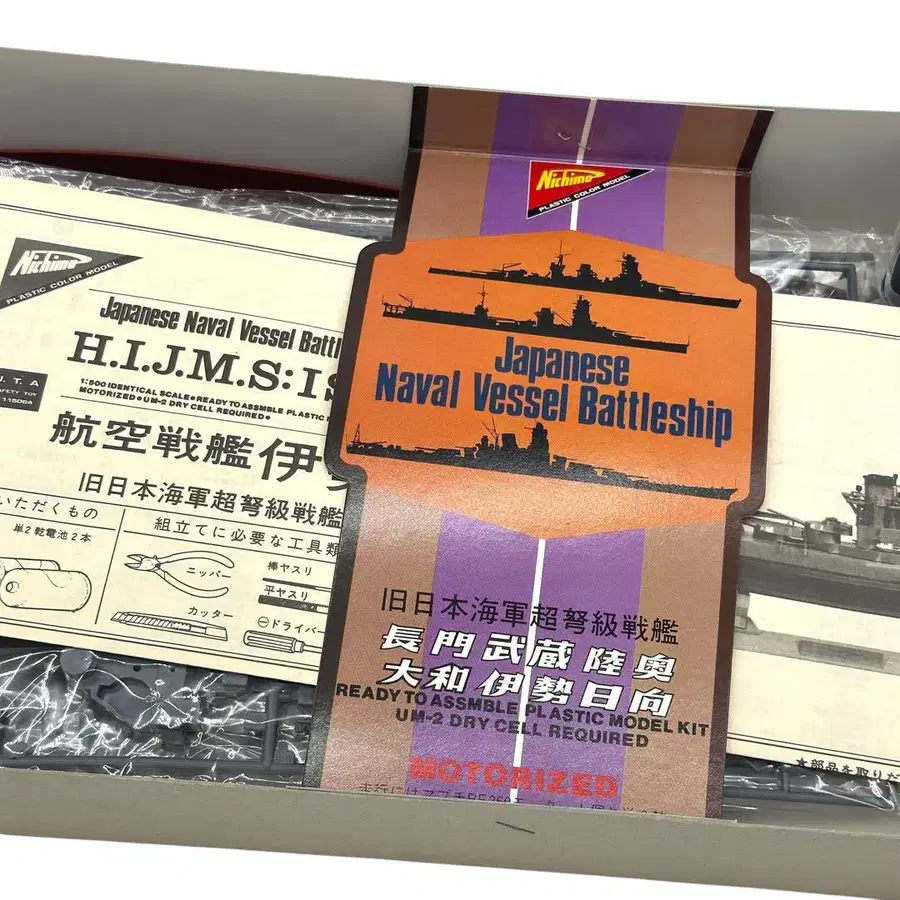 Nichimo
PLASTIC COLOR MODEL
Japanese Naval Vessel Battl
H.I.J.M.S:Is
1:500 IDENTICAL SCALE●READY TO ASSMBLE PLASTIC
MOTORIZED●UM-2 DRY CELL REQUIRED●
航空戦艦伊
旧日本海軍超弩級戦艦
いただくもの
単2乾電池2本
組立てに必要な工具類
ニッパー
カッター
棒ヤスリ
平ヤスリ
⊖ドライバー
Nichimo
PLASTIC COLOR MODEL
Japanese
Naval Vessel Battleship
旧日本海軍超弩級戦艦
長門武蔵陸奥
大和伊勢日向
READY TO ASSMBLE PLASTIC MODEL KIT
UM-2 DRY CELL REQUIRED
MOTORIZED
★部品を取りだ